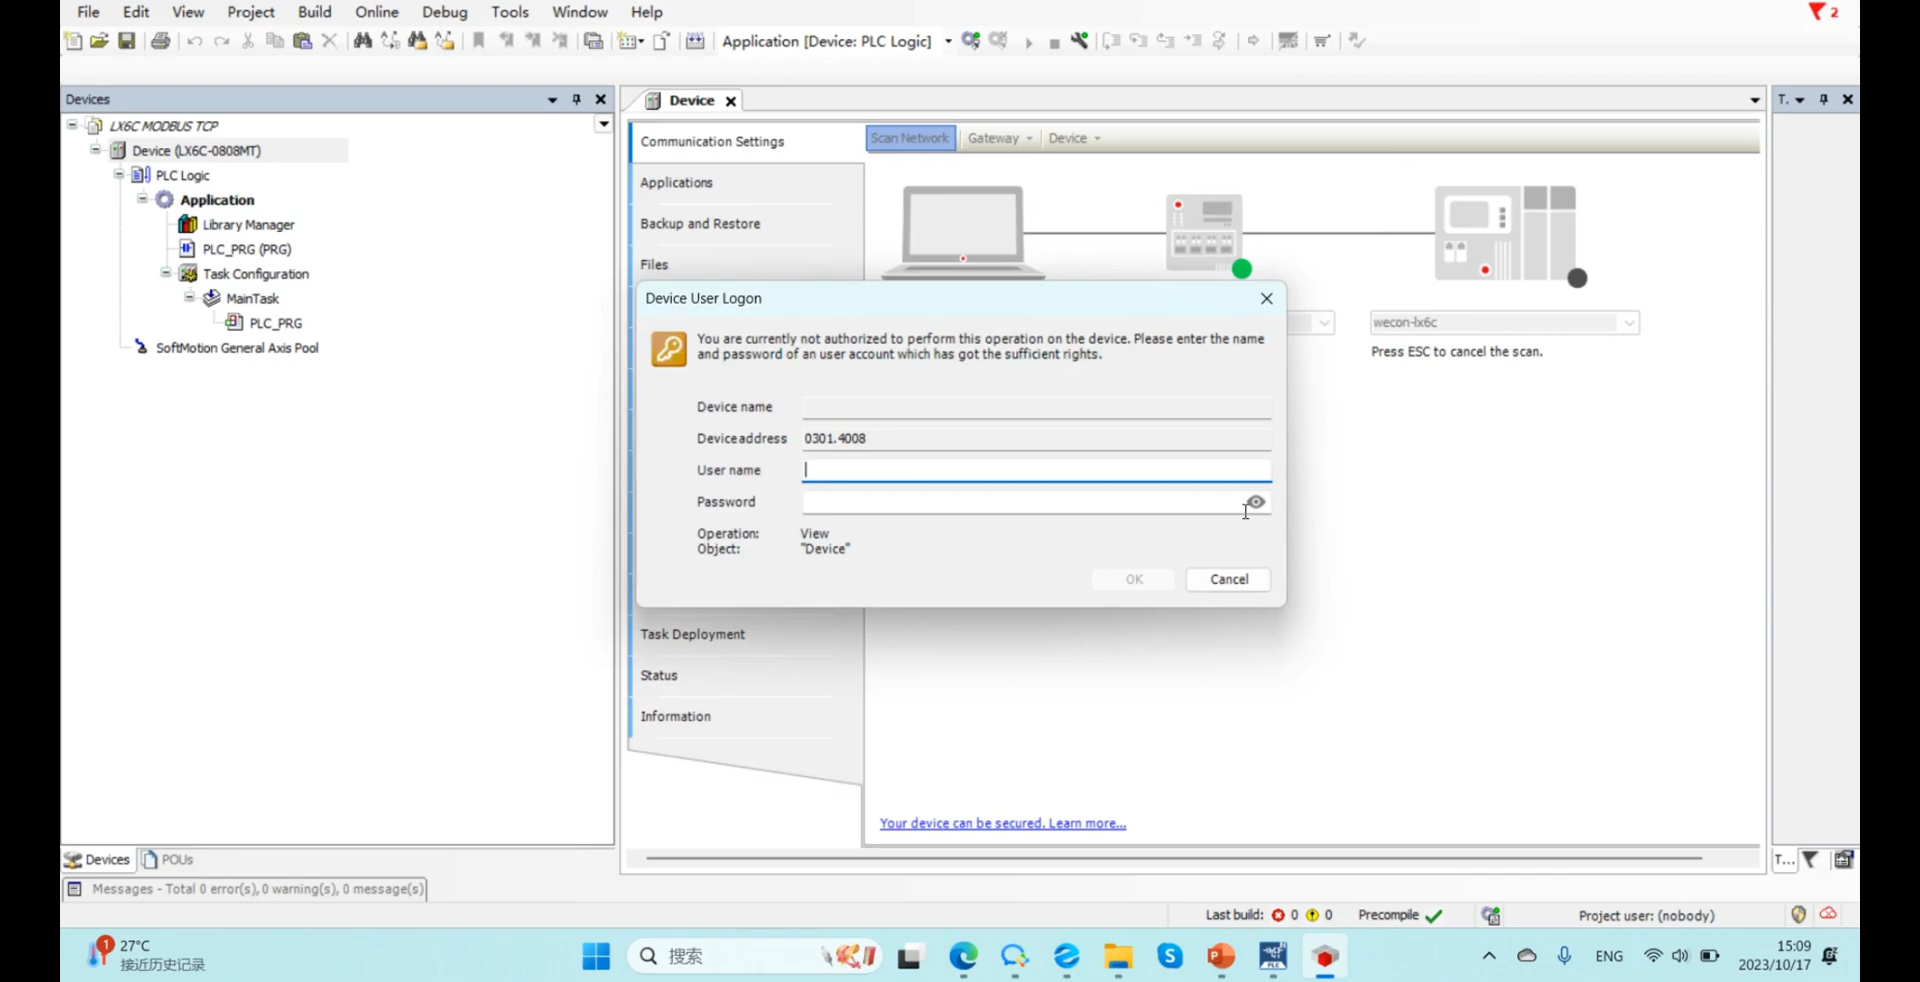 File Edit View Project Build Online Debug Tools Window Help
2
Application [Device: PLC Logic]
Devices
Device
T.
LX6C MODBUS TCP
Device (LX6C-0808MT)
PLC Logic
Application
Library Manager
PLC_PRG (PRG)
Task Configuration
MainTask
PLC_PRG
SoftMotion General Axis Pool
Communication Settings
Applications
Backup and Restore
Files
Scan Network Gateway Device
wecon-lx6c
Press ESC to cancel the scan.
Device User Logon
You are currently not authorized to perform this operation on the device. Please enter the name
and password of an user account which has got the sufficient rights.
Device name
Device address 0301.4008
User name
Password
Operation: View
Object: "Device"
OK Cancel
Task Deployment
Status
Information
Your device can be secured. Learn more...
Devices POUs
T...
Messages - Total 0 error(s), 0 warning(s), 0 message(s)
Last build: 0 0 Precompile Project user: (nobody)
1
27°C
接近历史记录
搜索
ENG
15:09
2023/10/17